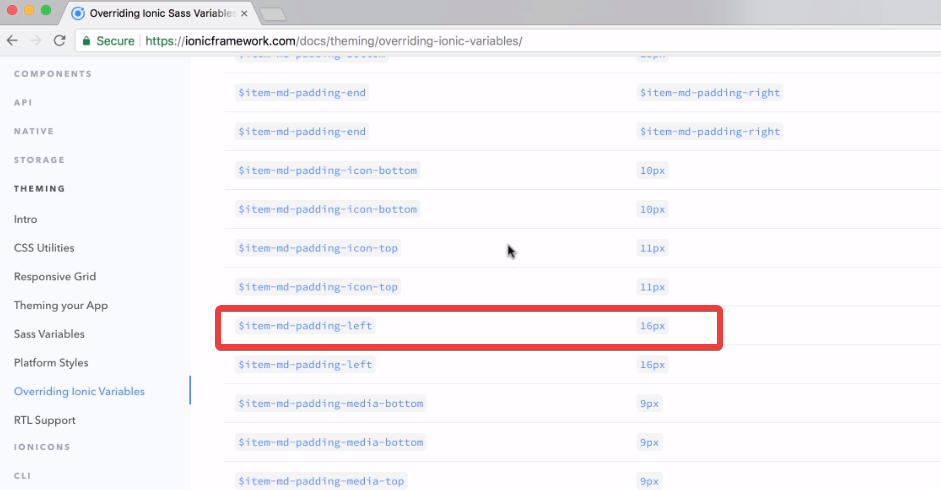 Overriding Ionic Sass Variables
Secure https://ionicframework.com/docs/theming/overriding-ionic-variables/
COMPONENTS
API
NATIVE
STORAGE
THEMING
Intro
CSS Utilities
Responsive Grid
Theming your App
Sass Variables
Platform Styles
Overriding Ionic Variables
RTL Support
IONICONS
CLI
$item-md-padding-end $item-md-padding-right
$item-md-padding-end $item-md-padding-right
$item-md-padding-icon-bottom 10px
$item-md-padding-icon-bottom 10px
$item-md-padding-icon-top 11px
$item-md-padding-icon-top 11px
$item-md-padding-left 16px
$item-md-padding-left 16px
$item-md-padding-media-bottom 9px
$item-md-padding-media-bottom 9px
$item-md-padding-media-top 9px